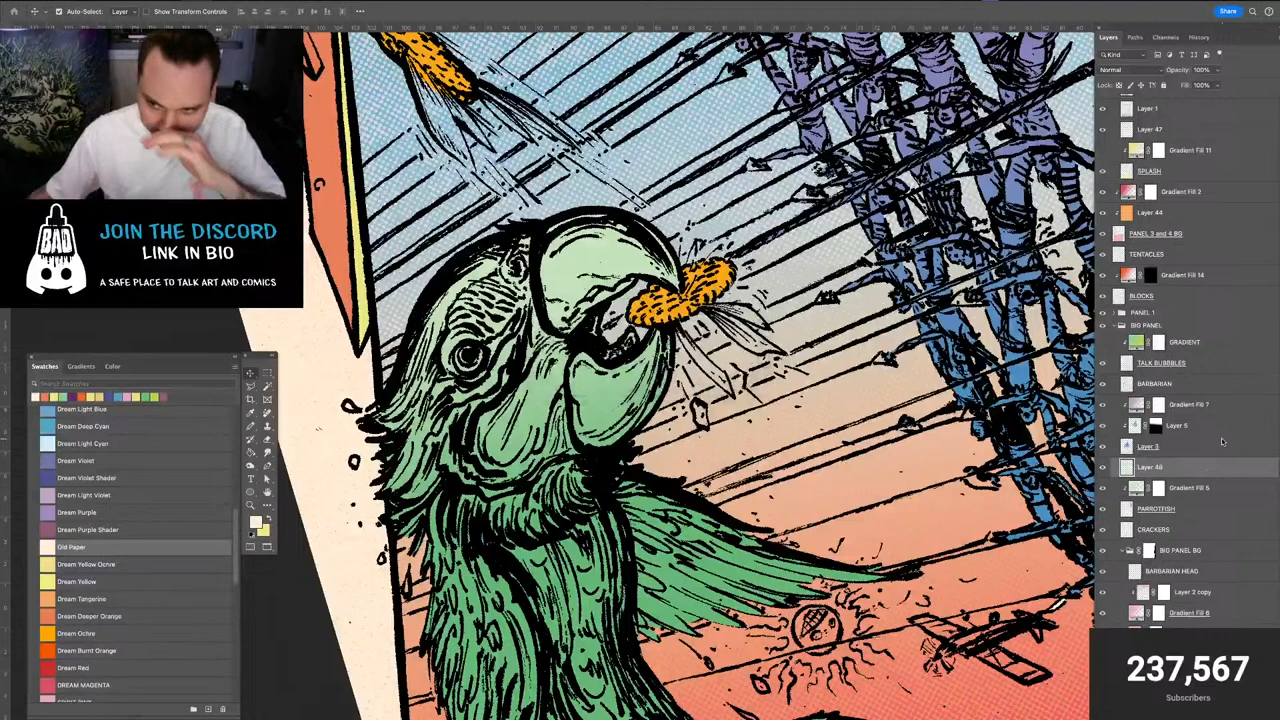 Auto-Select: Layer Show Transform Controls
Share
JOIN THE DISCORD
LINK IN BIO
A SAFE PLACE TO TALK ART AND COMICS
BAD
Swatches Gradients Color
Search Swatches
Dream Light Blue
Dream Deep Cyan
Dream Light Cyan
Dream Violet
Dream Violet Shader
Dream Light Violet
Dream Purple
Dream Purple Shader
Old Paper
Dream Yellow Ochre
Dream Yellow
Dream Tangerine
Dream Deeper Orange
Dream Ochre
Dream Burnt Orange
Dream Red
DREAM MAGENTA
Layers Paths Channels History
Kind
Normal Opacity: 100%
Lock: Fill: 100%
Layer 1
Layer 47
Gradient Fill 11
SPLASH
Gradient Fill 2
Layer 44
PANEL 3 and 4 BG
TENTACLES
Gradient Fill 14
BLOCKS
PANEL 1
BIG PANEL
GRADIENT
TALK BUBBBLES
BARBARIAN
Gradient Fill 7
Layer 5
Layer 3
Layer 48
Gradient Fill 5
PARROTFISH
CRACKERS
BIG PANEL BG
BARBARIAN HEAD
Layer 2 copy
Gradient Fill 6
237,567
Subscribers